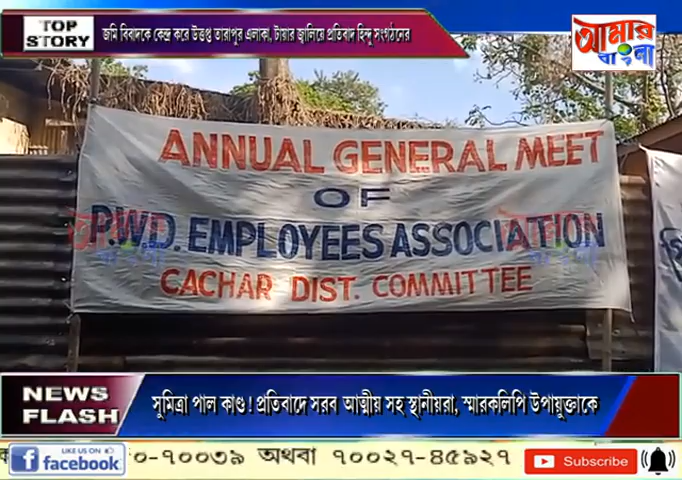 TOP
STORY
জমি বিবাদকে কেন্দ্র করে উত্তপ্ত তারাপুর এলাকা, টায়ার জ্বালিয়ে প্রতিবাদ হিন্দু সংগঠনের
আমার
বাংলা
ANNUAL GENERAL MEET
OF
P.W.D. EMPLOYEES ASSOCIATION
CACHAR DIST. COMMITTEE
NEWS
FLASH
সুমিত্রা পাল কাণ্ড! প্রতিবাদে সরব আত্মীয় সহ স্থানীয়রা, স্মারকলিপি উপায়ুক্তাকে
LIKE US ON
facebook
০-৭০০৩৯ অথবা ৭০০২৭-৪৫৯২৭
Subscribe